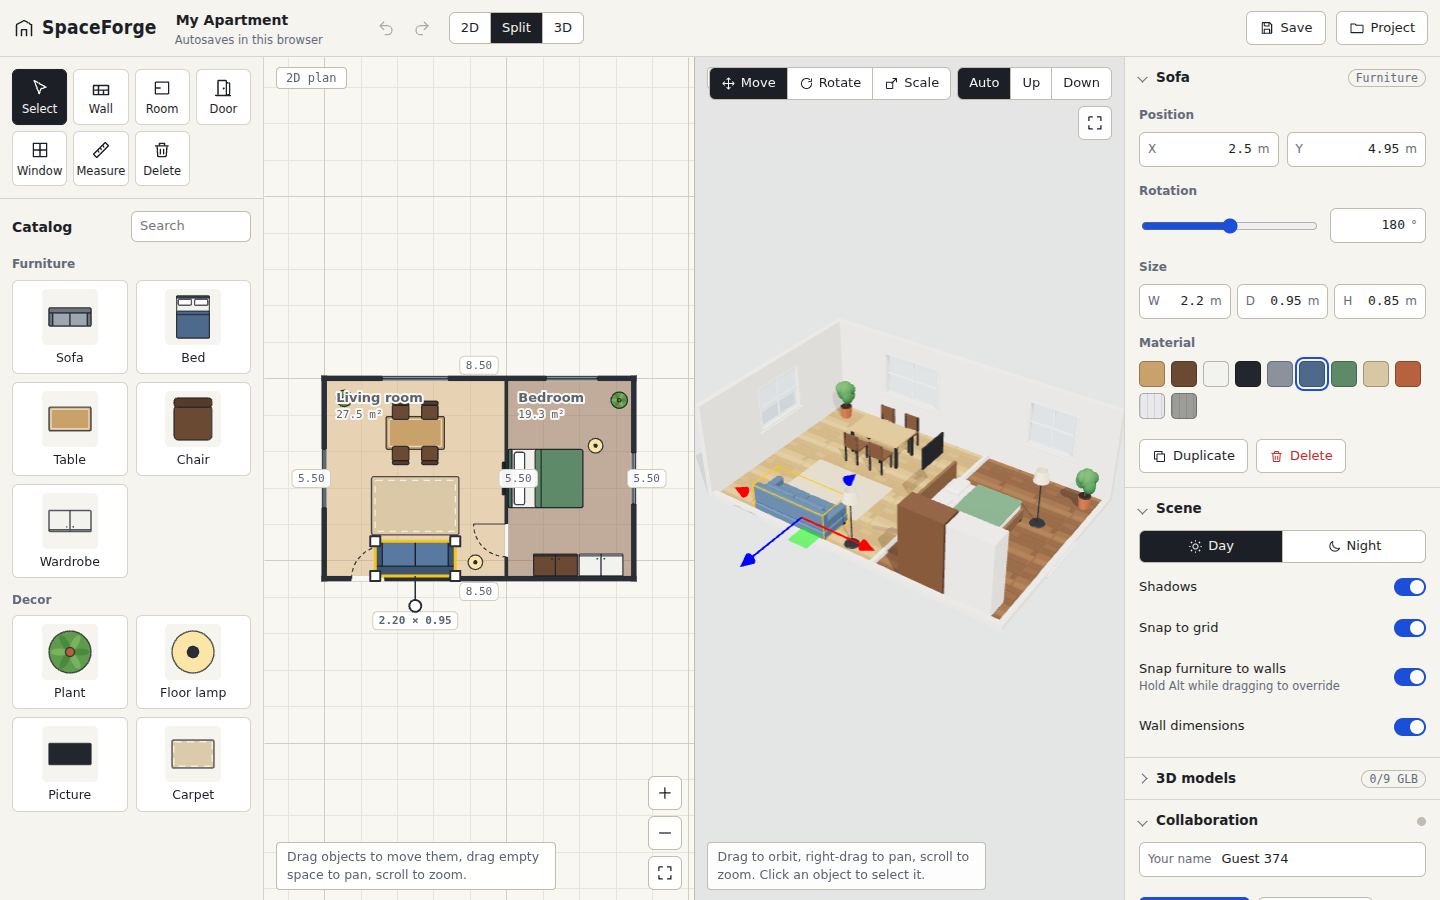 SpaceForge
My Apartment
Autosaves in this browser
2D
Split
3D
Save
Project
Select
Wall
Room
Door
Window
Measure
Delete
Catalog
Search
Furniture
Sofa
Bed
Table
Chair
Wardrobe
Decor
Plant
Floor lamp
Picture
Carpet
2D plan
8.50
Living room
27.5 m²
Bedroom
19.3 m²
5.50
5.50
5.50
8.50
2.20 × 0.95
Drag objects to move them, drag empty
space to pan, scroll to zoom.
Move
Rotate
Scale
Auto
Up
Down
Drag to orbit, right-drag to pan, scroll to
zoom. Click an object to select it.
Sofa
Furniture
Position
X 2.5 m
Y 4.95 m
Rotation
180 °
Size
W 2.2 m
D 0.95 m
H 0.85 m
Material
Duplicate
Delete
Scene
Day
Night
Shadows
Snap to grid
Snap furniture to walls
Hold Alt while dragging to override
Wall dimensions
3D models
0/9 GLB
Collaboration
Your name Guest 374